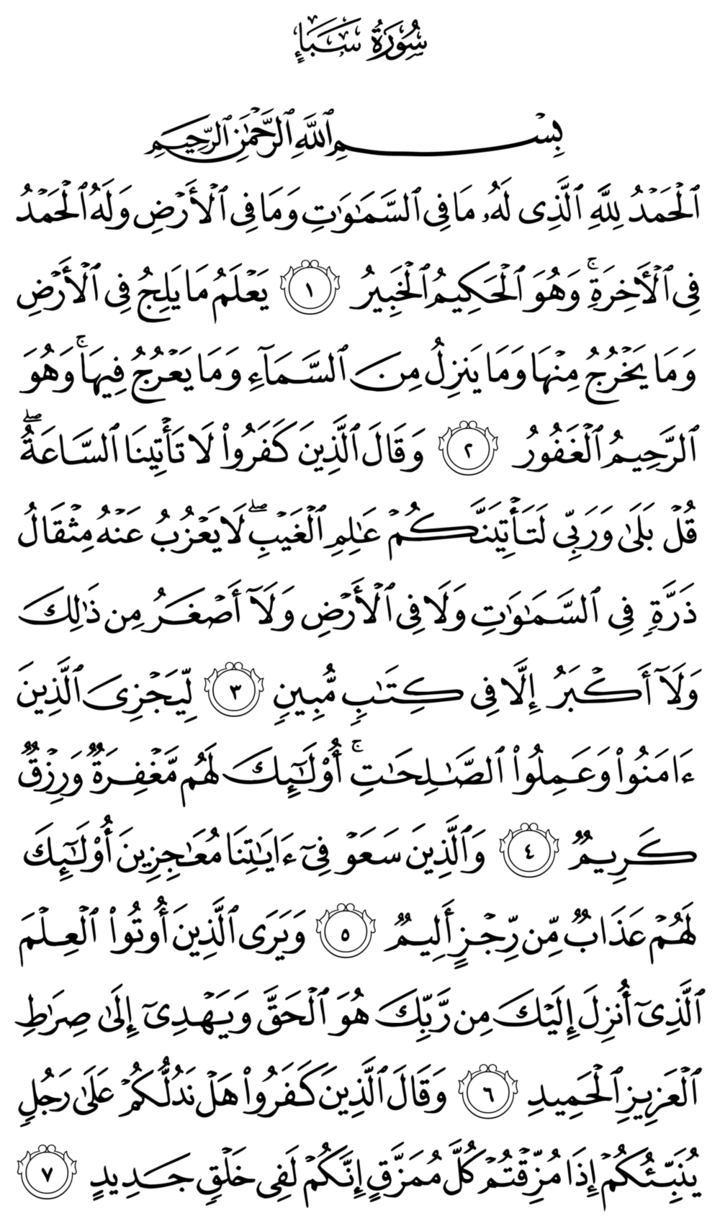 سُورَةُ سَبَإٍ
بِسْمِ ٱللَّهِ ٱلرَّحْمَٰنِ ٱلرَّحِيمِ
ٱلْحَمْدُ لِلَّهِ ٱلَّذِى لَهُۥ مَا فِى ٱلسَّمَٰوَٰتِ وَمَا فِى ٱلْأَرْضِ وَلَهُ ٱلْحَمْدُ
فِى ٱلْأَخِرَةِ ۚ وَهُوَ ٱلْحَكِيمُ ٱلْخَبِيرُ ١ يَعْلَمُ مَا يَلِجُ فِى ٱلْأَرْضِ
وَمَا يَخْرُجُ مِنْهَا وَمَا يَنزِلُ مِنَ ٱلسَّمَآءِ وَمَا يَعْرُجُ فِيهَا ۚ وَهُوَ
ٱلرَّحِيمُ ٱلْغَفُورُ ٢ وَقَالَ ٱلَّذِينَ كَفَرُوا۟ لَا تَأْتِينَا ٱلسَّاعَةُ ۖ
قُلْ بَلَىٰ وَرَبِّى لَتَأْتِيَنَّكُمْ عَٰلِمِ ٱلْغَيْبِ ۖ لَا يَعْزُبُ عَنْهُ مِثْقَالُ
ذَرَّةٍ فِى ٱلسَّمَٰوَٰتِ وَلَا فِى ٱلْأَرْضِ وَلَآ أَصْغَرُ مِن ذَٰلِكَ
وَلَآ أَكْبَرُ إِلَّا فِى كِتَٰبٍ مُّبِينٍ ٣ لِّيَجْزِىَ ٱلَّذِينَ
ءَامَنُوا۟ وَعَمِلُوا۟ ٱلصَّٰلِحَٰتِ ۚ أُو۟لَٰٓئِكَ لَهُم مَّغْفِرَةٌ وَرِزْقٌ
كَرِيمٌ ٤ وَٱلَّذِينَ سَعَوْ فِىٓ ءَايَٰتِنَا مُعَٰجِزِينَ أُو۟لَٰٓئِكَ
لَهُمْ عَذَابٌ مِّن رِّجْزٍ أَلِيمٌ ٥ وَيَرَى ٱلَّذِينَ أُوتُوا۟ ٱلْعِلْمَ
ٱلَّذِىٓ أُنزِلَ إِلَيْكَ مِن رَّبِّكَ هُوَ ٱلْحَقَّ وَيَهْدِىٓ إِلَىٰ صِرَٰطِ
ٱلْعَزِيزِ ٱلْحَمِيدِ ٦ وَقَالَ ٱلَّذِينَ كَفَرُوا۟ هَلْ نَدُلُّكُمْ عَلَىٰ رَجُلٍ
يُنَبِّئُكُمْ إِذَا مُزِّقْتُمْ كُلَّ مُمَزَّقٍ إِنَّكُمْ لَفِى خَلْقٍ جَدِيدٍ ٧